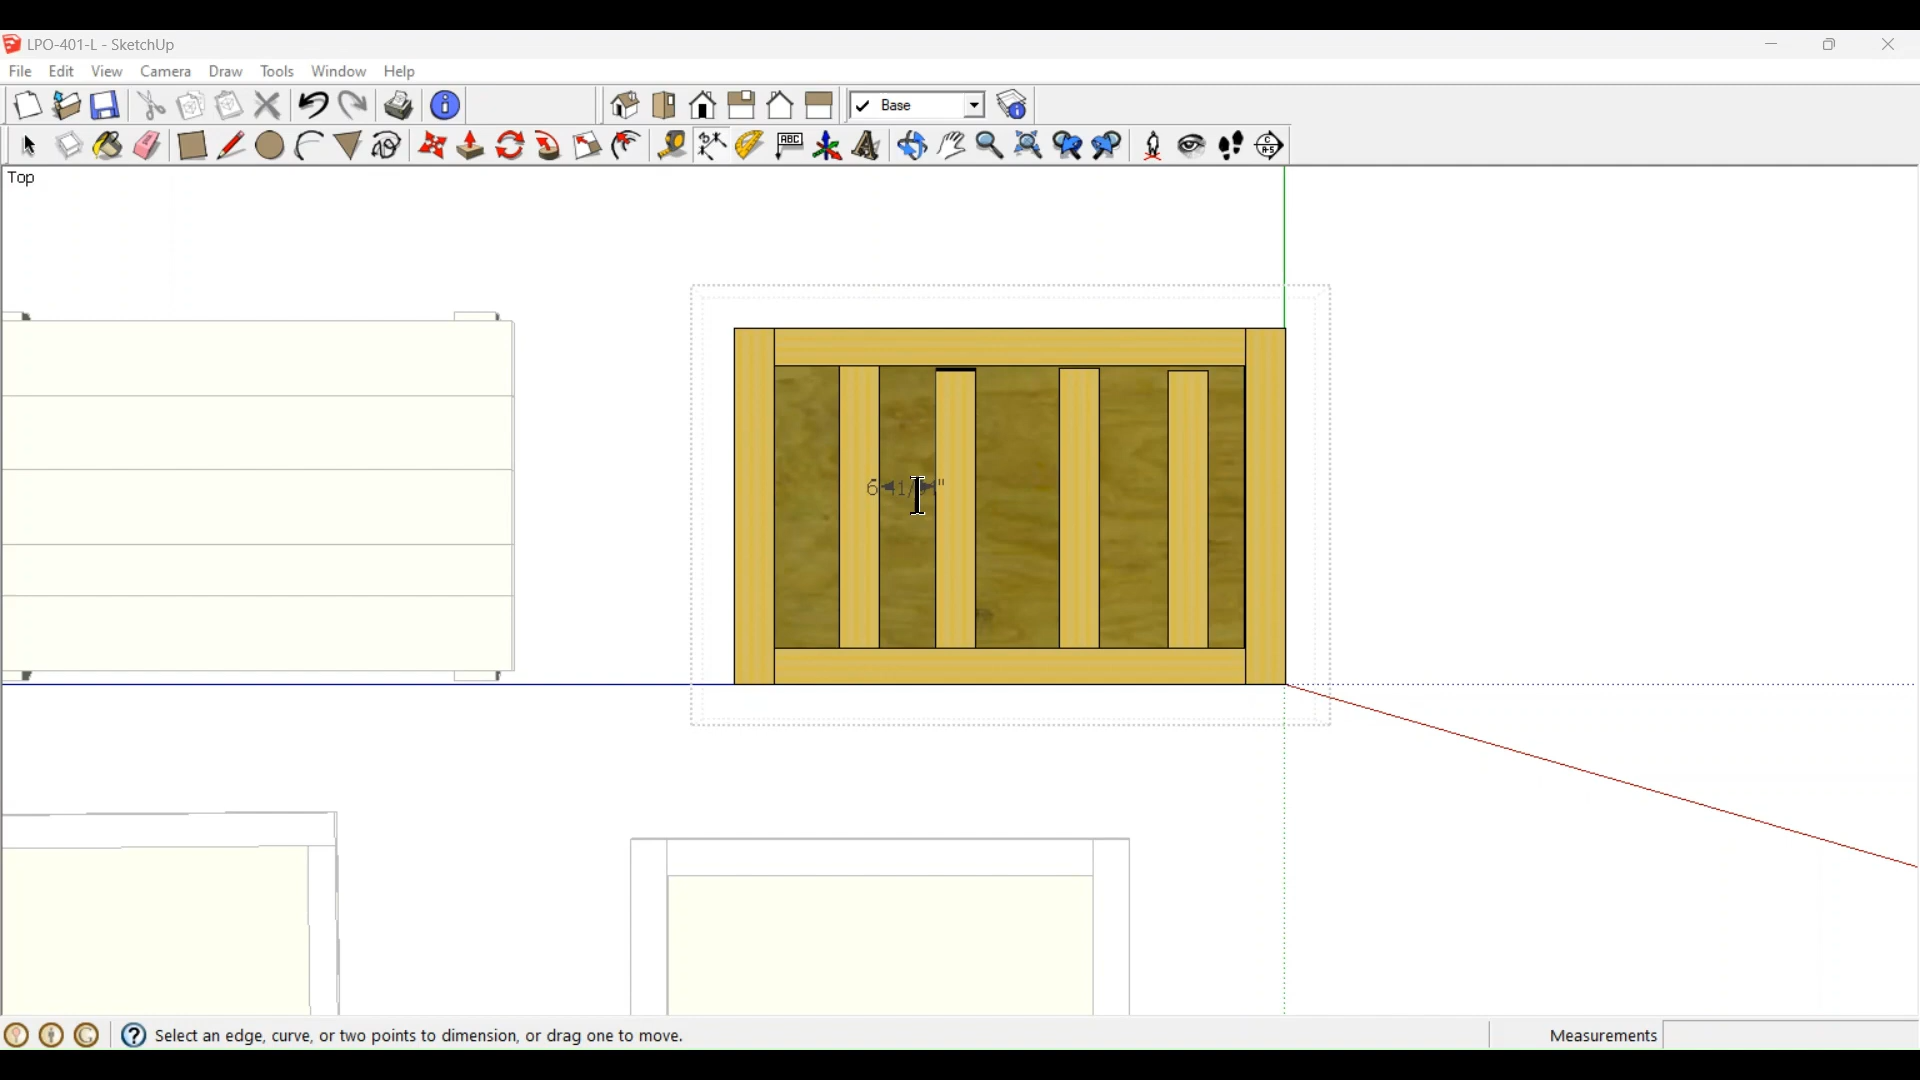 LPO-401-L - SketchUp
File Edit View Camera Draw Tools Window Help
Base
ABC
Top
Select an edge, curve, or two points to dimension, or drag one to move.
Measurements